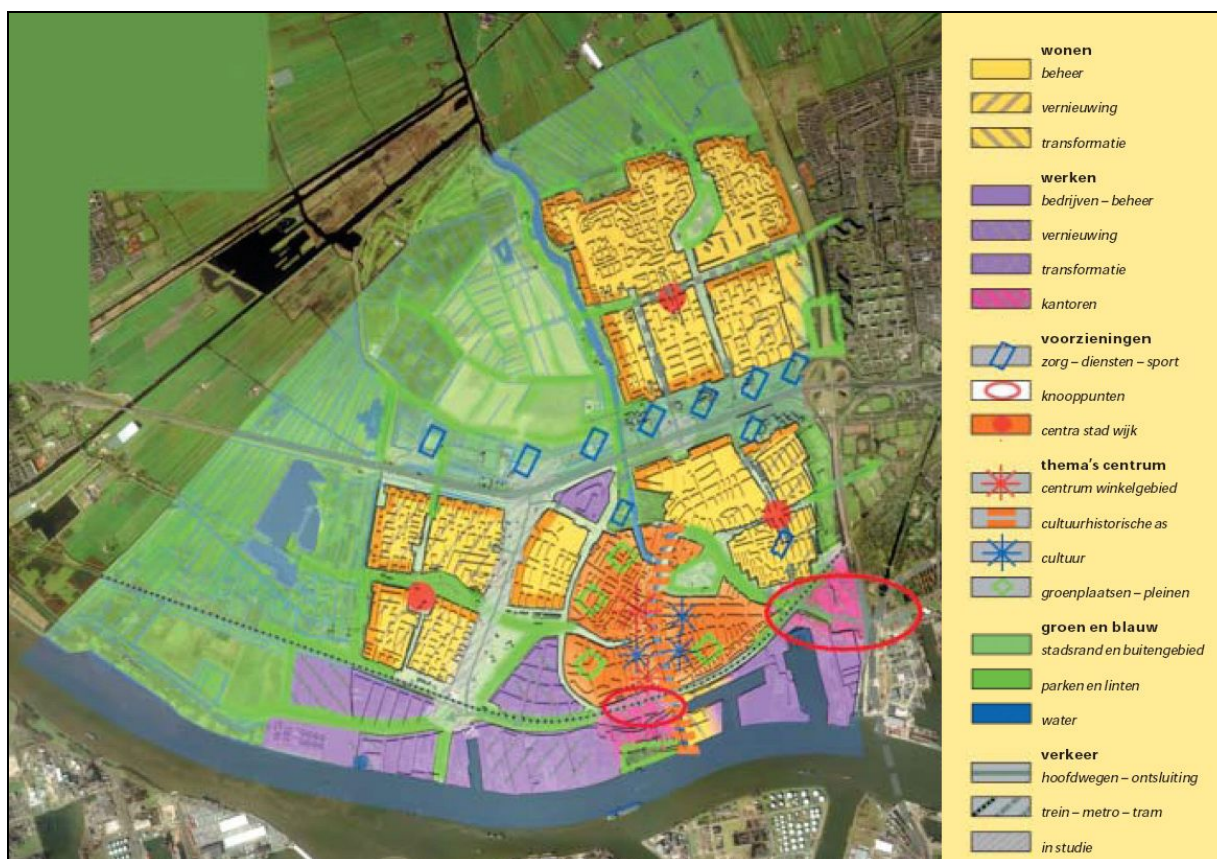 wonen
beheer
vernieuwing
transformatie
werken
bedrijven – beheer
vernieuwing
transformatie
kantoren
voorzieningen
zorg – diensten – sport
knooppunten
centra stad wijk
thema's centrum
centrum winkelgebied
cultuurhistorische as
cultuur
groenplaatsen – pleinen
groen en blauw
stadsrand en buitengebied
parken en linten
water
verkeer
hoofdwegen – ontsluiting
trein – metro – tram
in studie